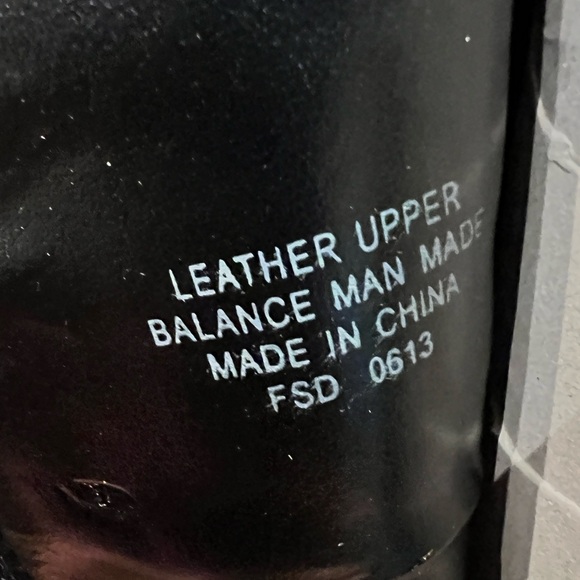 LEATHER UPPER
BALANCE MAN MADE
MADE IN CHINA
FSD 0613